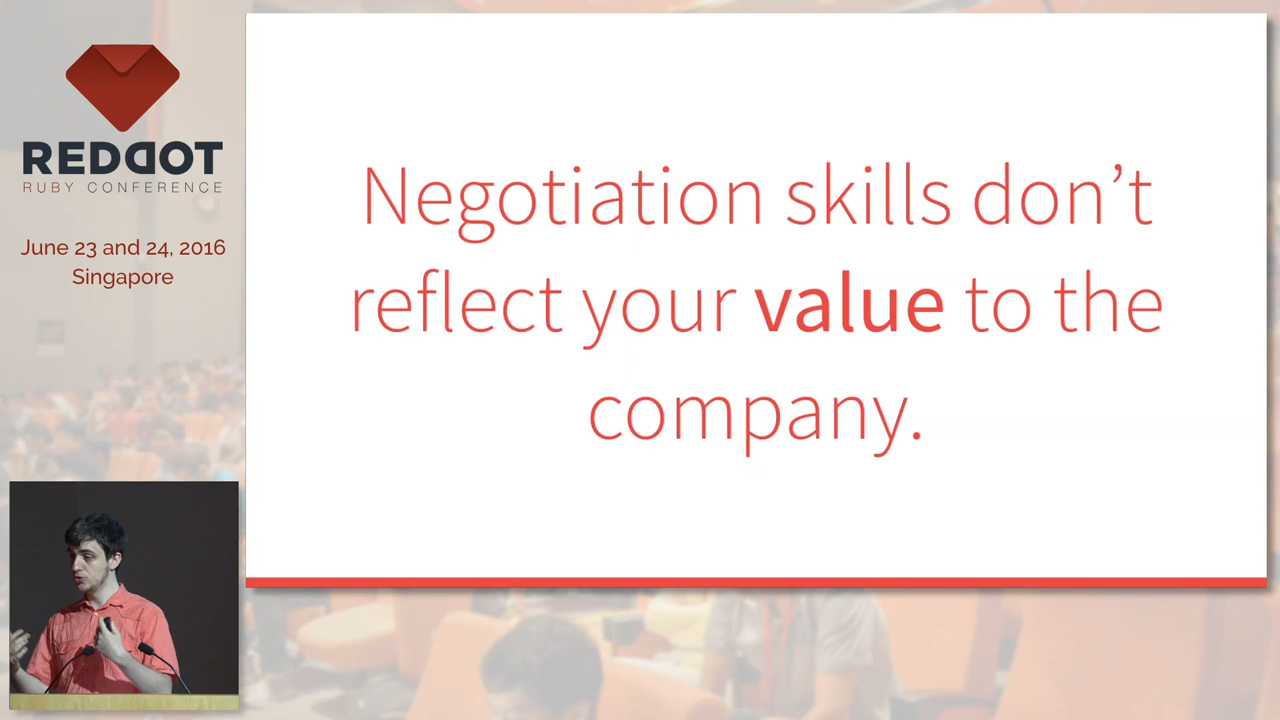 REDDOT
RUBY CONFERENCE
June 23 and 24, 2016
Singapore
Negotiation skills don’t
reflect your value to the
company.